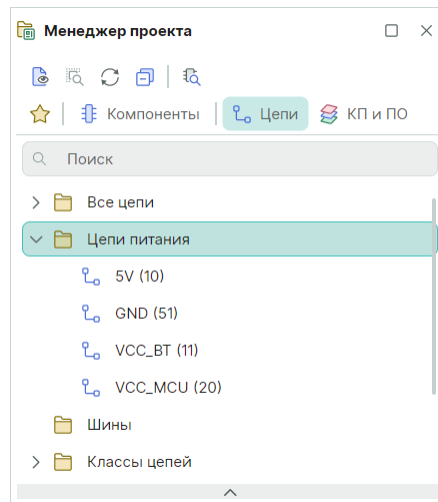 Менеджер проекта
Компоненты Цепи КП и ПО
Поиск
Все цепи
Цепи питания
5V (10)
GND (51)
VCC_BT (11)
VCC_MCU (20)
Шины
Классы цепей